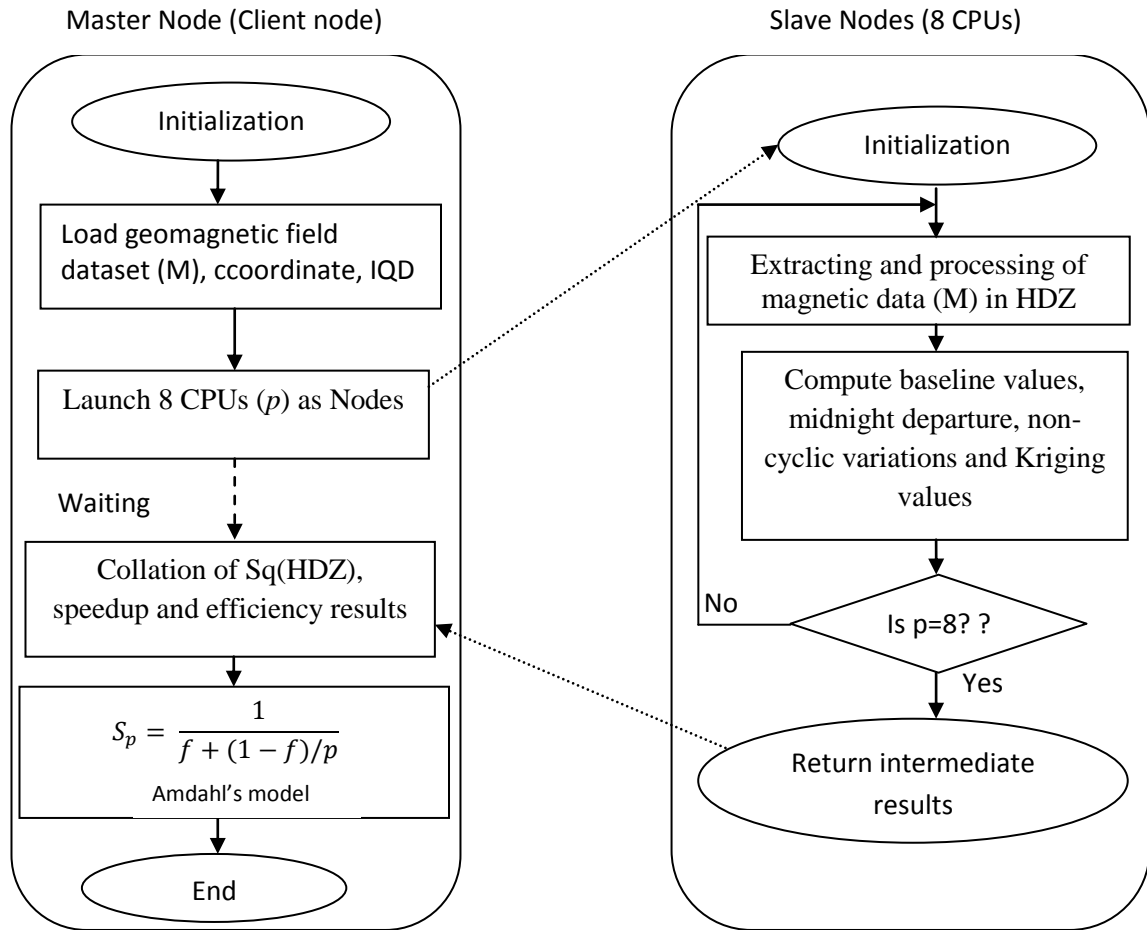 Master Node (Client node)
Initialization
Load geomagnetic field
dataset (M), ccoordinate, IQD
Launch 8 CPUs (p) as Nodes
Waiting
Collation of Sq(HDZ),
speedup and efficiency results
S_p = 1 / (f + (1 − f)/p)
Amdahl's model
End
Slave Nodes (8 CPUs)
Initialization
Extracting and processing of
magnetic data (M) in HDZ
Compute baseline values,
midnight departure, non-
cyclic variations and Kriging
values
No
Is p=8? ?
Yes
Return intermediate
results